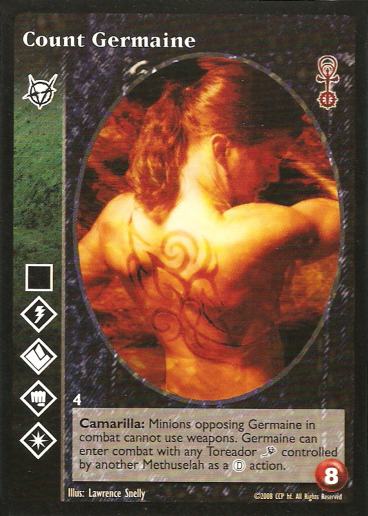 Count Germaine
4
Camarilla: Minions opposing Germaine in
combat cannot use weapons. Germaine can
enter combat with any Toreador controlled
by another Methuselah as a D action.
8
Illus: Lawrence Snelly
©2008 CCP hf. All Rights Reserved